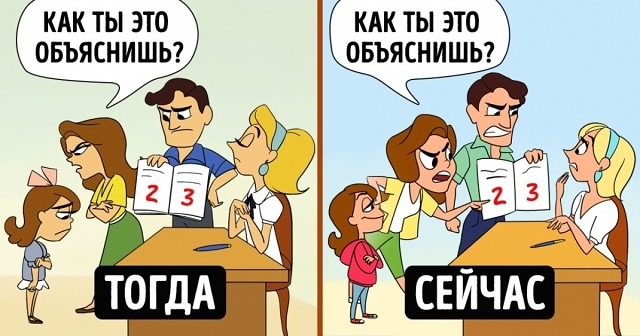 КАК ТЫ ЭТО
ОБЪЯСНИШЬ?
2 3
ТОГДА
КАК ТЫ ЭТО
ОБЪЯСНИШЬ?
2 3
СЕЙЧАС